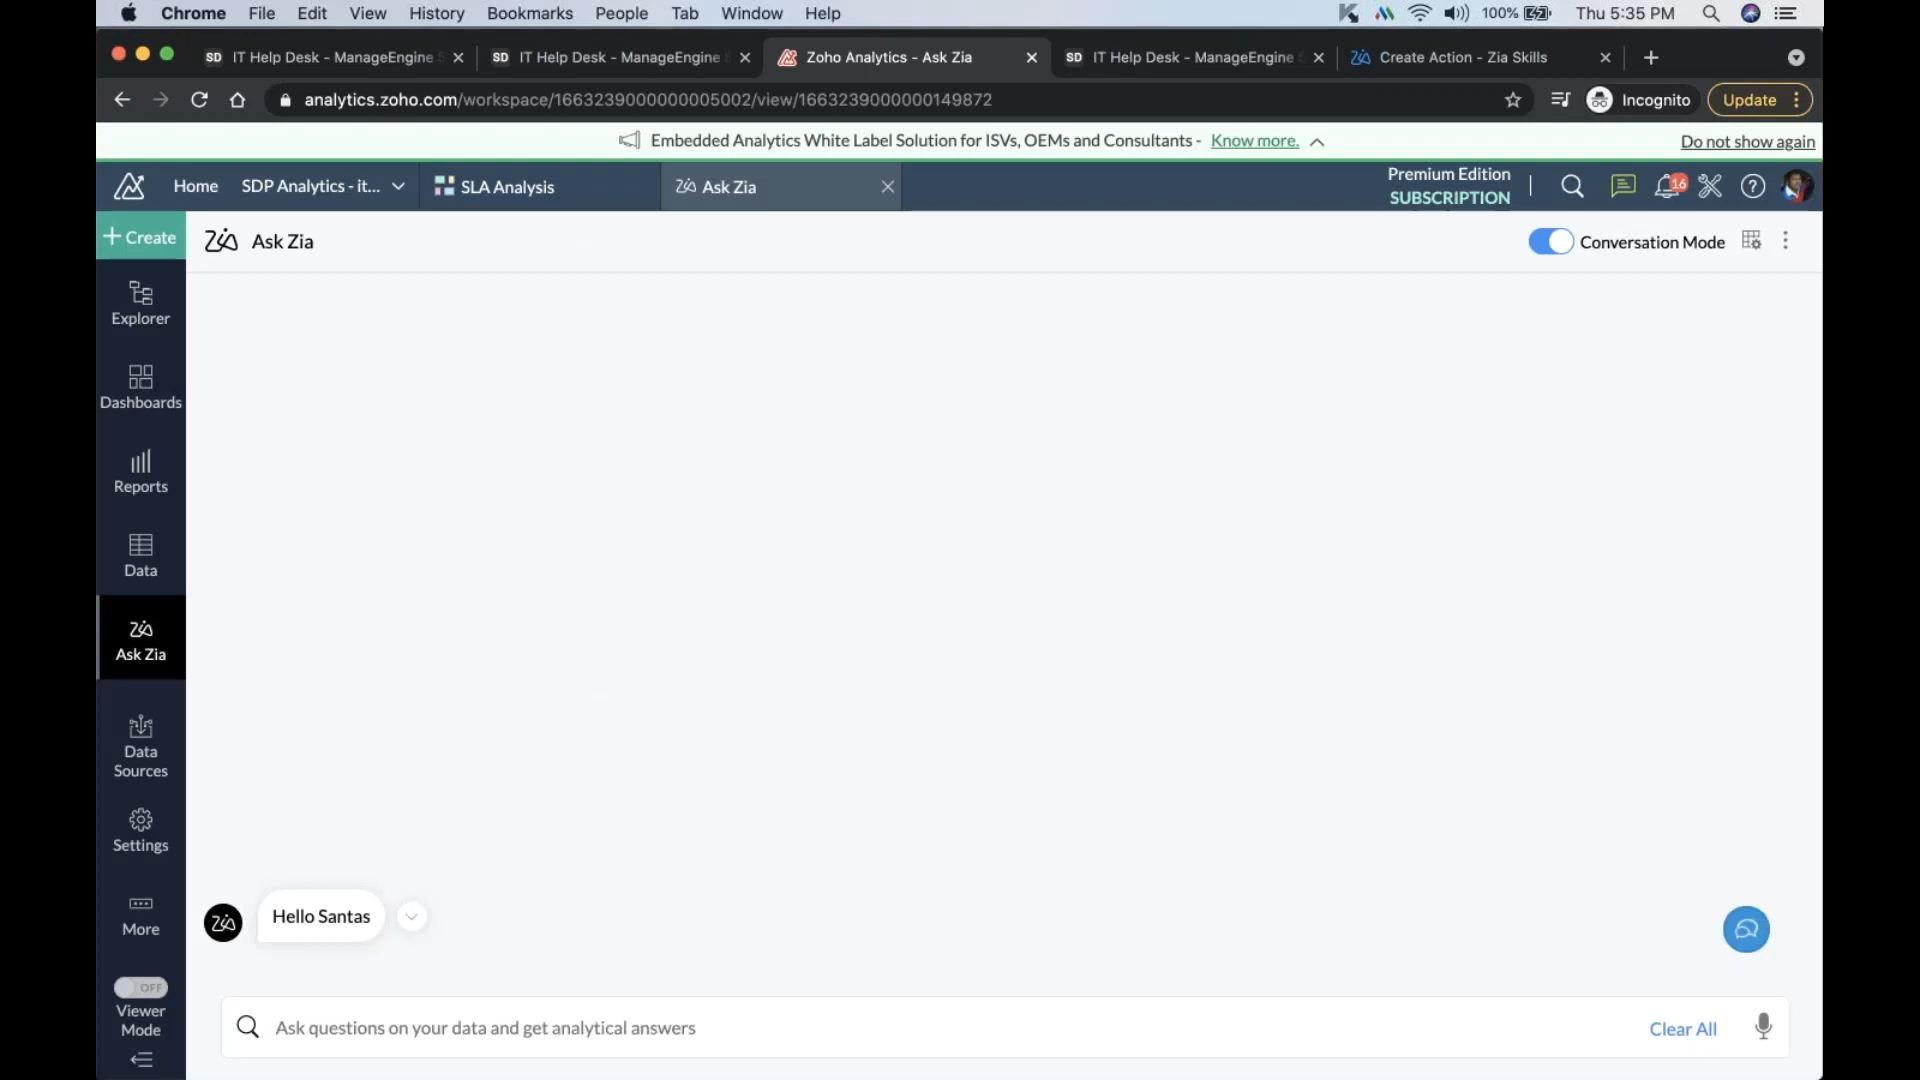 Chrome File Edit View History Bookmarks People Tab Window Help 100% Thu 5:35 PM
SD IT Help Desk - ManageEngine SD IT Help Desk - ManageEngine Zoho Analytics - Ask Zia SD IT Help Desk - ManageEngine Create Action - Zia Skills
analytics.zoho.com/workspace/1663239000000005002/view/1663239000000149872 Incognito Update
Embedded Analytics White Label Solution for ISVs, OEMs and Consultants - Know more. Do not show again
Home SDP Analytics - it... SLA Analysis Zia Ask Zia Premium Edition 16
SUBSCRIPTION
+ Create Zia Ask Zia Conversation Mode
Explorer
Dashboards
Reports
Data
Zia
Ask Zia
Data
Sources
Settings
More
Zia Hello Santas
OFF
Viewer
Mode
Ask questions on your data and get analytical answers Clear All